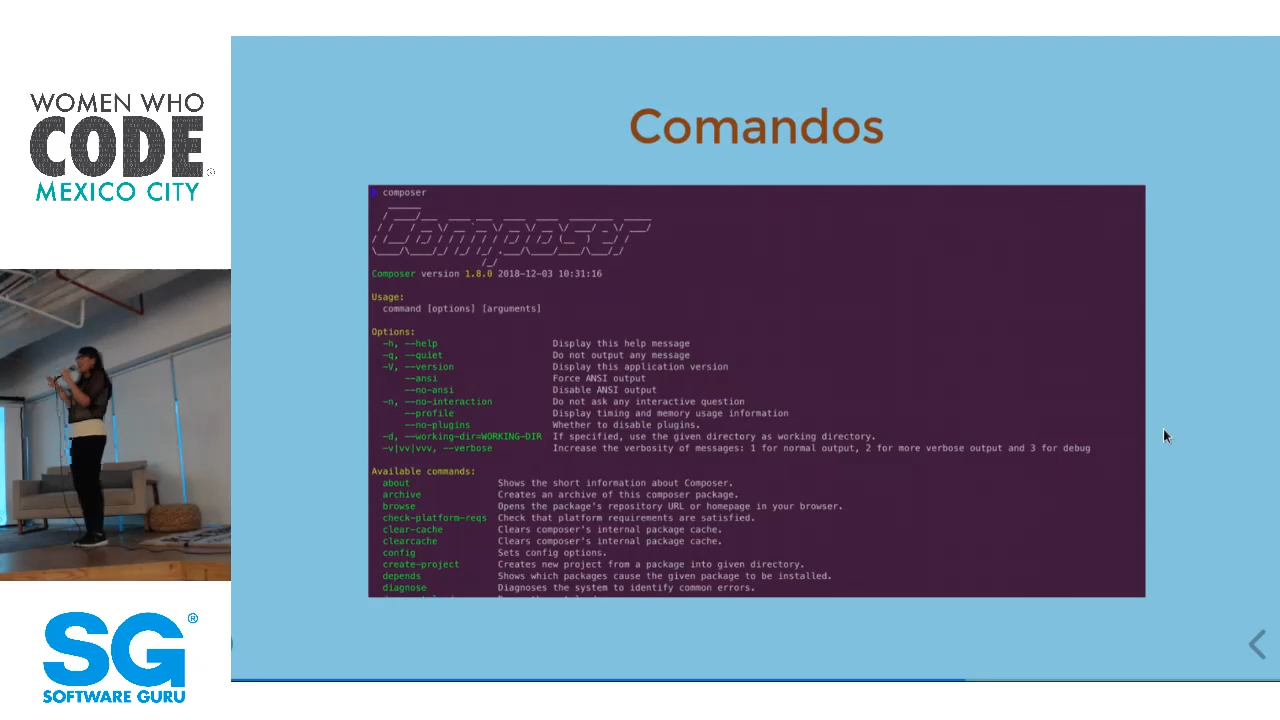 WOMEN WHO
CODE
MEXICO CITY
Comandos
composer
Composer version 1.8.0 2018-12-03 10:31:16
Usage:
command [options] [arguments]
Options:
-h, --help Display this help message
-q, --quiet Do not output any message
-V, --version Display this application version
--ansi Force ANSI output
--no-ansi Disable ANSI output
-n, --no-interaction Do not ask any interactive question
--profile Display timing and memory usage information
--no-plugins Whether to disable plugins.
-d, --working-dir=WORKING-DIR If specified, use the given directory as working directory.
-v|vv|vvv, --verbose Increase the verbosity of messages: 1 for normal output, 2 for more verbose output and 3 for debug
Available commands:
about Shows the short information about Composer.
archive Creates an archive of this composer package.
browse Opens the package's repository URL or homepage in your browser.
check-platform-reqs Check that platform requirements are satisfied.
clear-cache Clears composer's internal package cache.
clearcache Clears composer's internal package cache.
config Sets config options.
create-project Creates new project from a package into given directory.
depends Shows which packages cause the given package to be installed.
diagnose Diagnoses the system to identify common errors.
SG®
SOFTWARE GURU